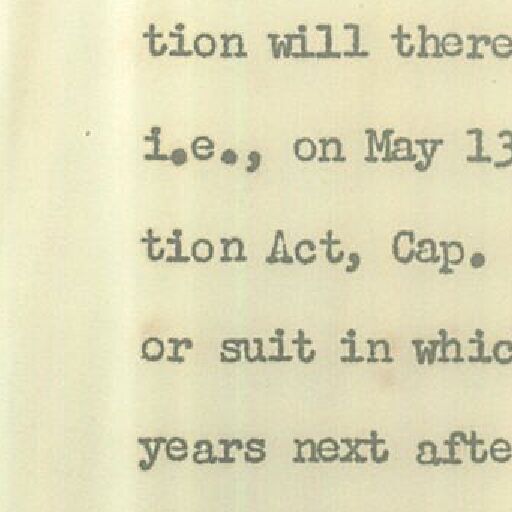 tion will there
i.e., on May 13
tion Act, Cap.
or suit in whic
years next afte